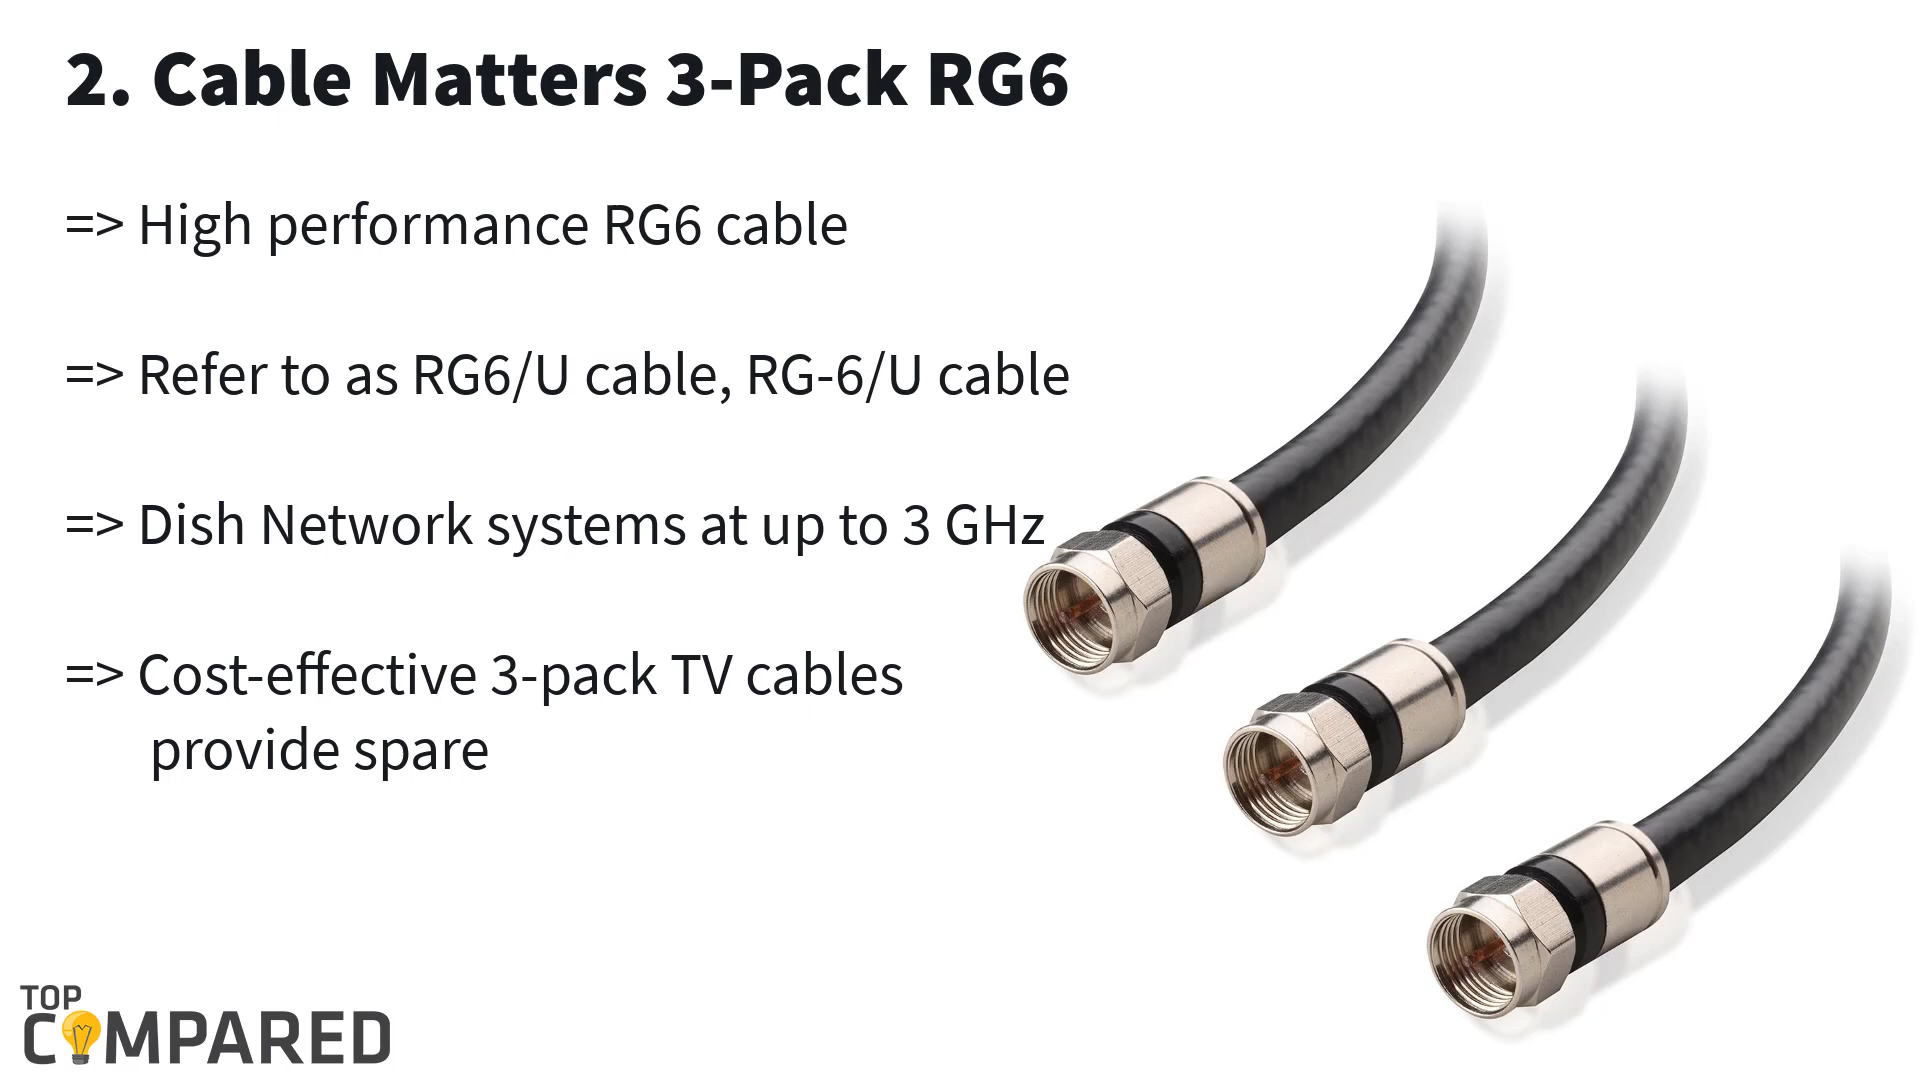 2. Cable Matters 3-Pack RG6
=> High performance RG6 cable
=> Refer to as RG6/U cable, RG-6/U cable
=> Dish Network systems at up to 3 GHz
=> Cost-effective 3-pack TV cables
provide spare
TOP
COMPARED